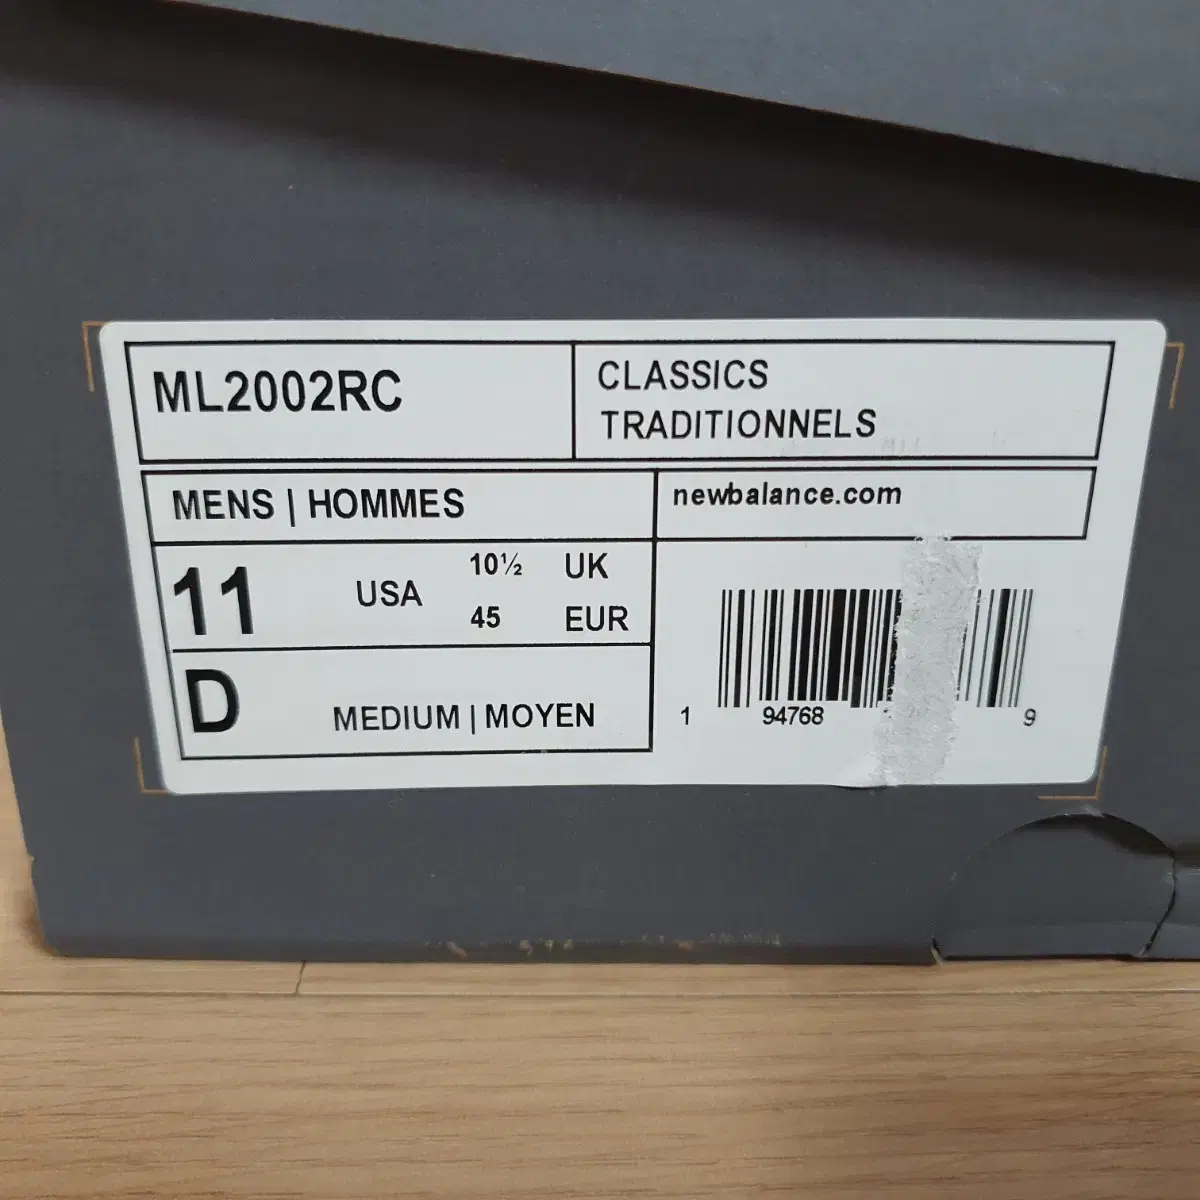 ML2002RC
CLASSICS
TRADITIONNELS
MENS | HOMMES
newbalance.com
11 USA 10½ UK
45 EUR
D MEDIUM | MOYEN
1 94768 9